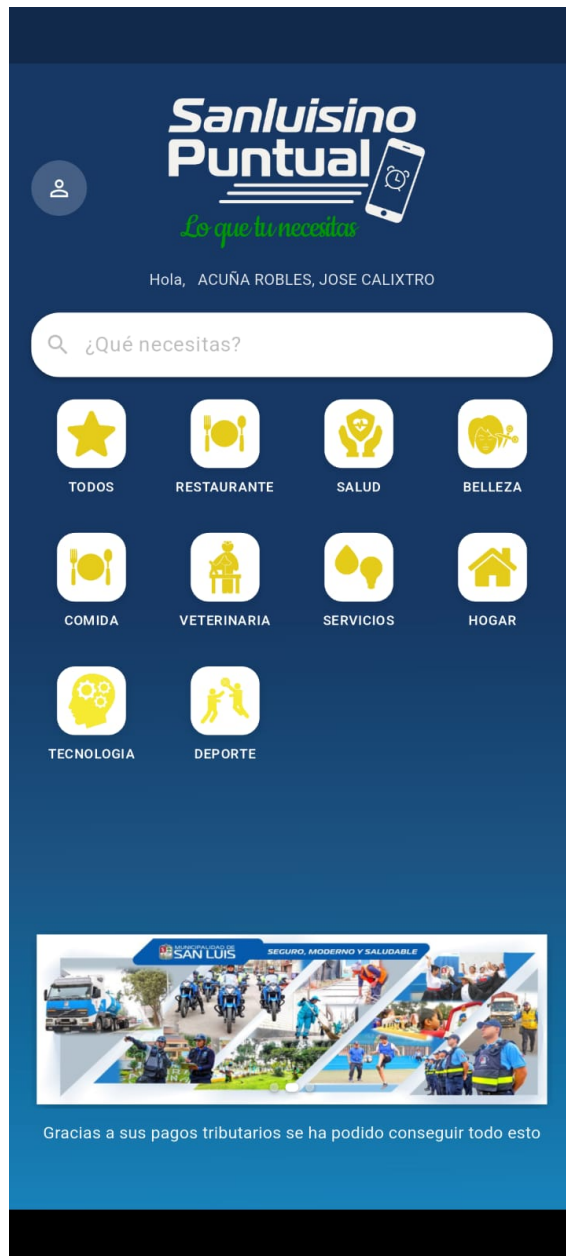 Sanluisino
Puntual
Lo que tu necesitas
Hola, ACUÑA ROBLES, JOSE CALIXTRO
¿Qué necesitas?
TODOS RESTAURANTE SALUD BELLEZA
COMIDA VETERINARIA SERVICIOS HOGAR
TECNOLOGIA DEPORTE
MUNICIPALIDAD DE
SAN LUIS SEGURO, MODERNO Y SALUDABLE
Gracias a sus pagos tributarios se ha podido conseguir todo esto